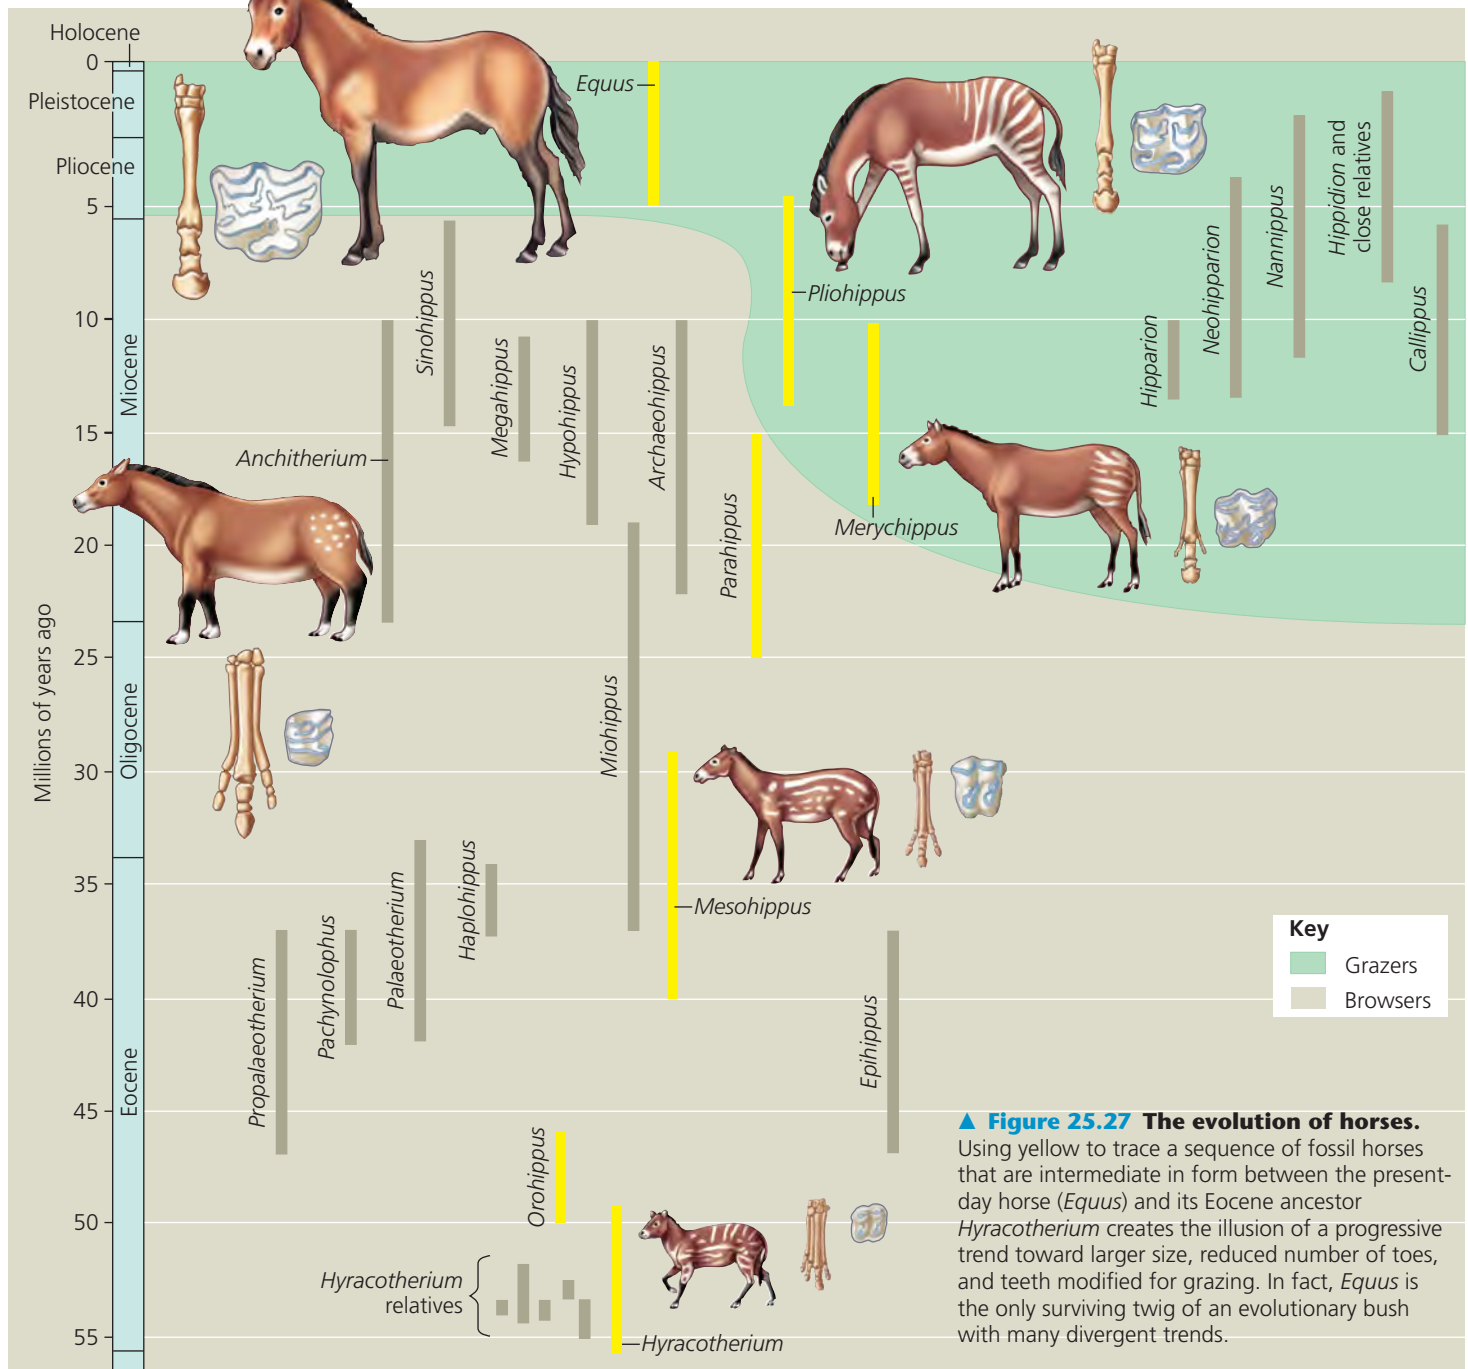 Holocene
0
Pleistocene
Pliocene
5
10
Miocene
15
20
25
Oligocene
30
35
40
Eocene
45
50
55
Millions of years ago
Equus
Pliohippus
Merychippus
Hipparion
Neohipparion
Nannippus
Hippidion and
close relatives
Callippus
Sinohippus
Megahippus
Hypohippus
Archaeohippus
Anchitherium
Parahippus
Miohippus
Mesohippus
Haplohippus
Palaeotherium
Pachynolophus
Propalaeotherium
Epihippus
Orohippus
Hyracotherium
relatives
Hyracotherium
Key
Grazers
Browsers
▲ Figure 25.27 The evolution of horses.
Using yellow to trace a sequence of fossil horses
that are intermediate in form between the present-
day horse (Equus) and its Eocene ancestor
Hyracotherium creates the illusion of a progressive
trend toward larger size, reduced number of toes,
and teeth modified for grazing. In fact, Equus is
the only surviving twig of an evolutionary bush
with many divergent trends.